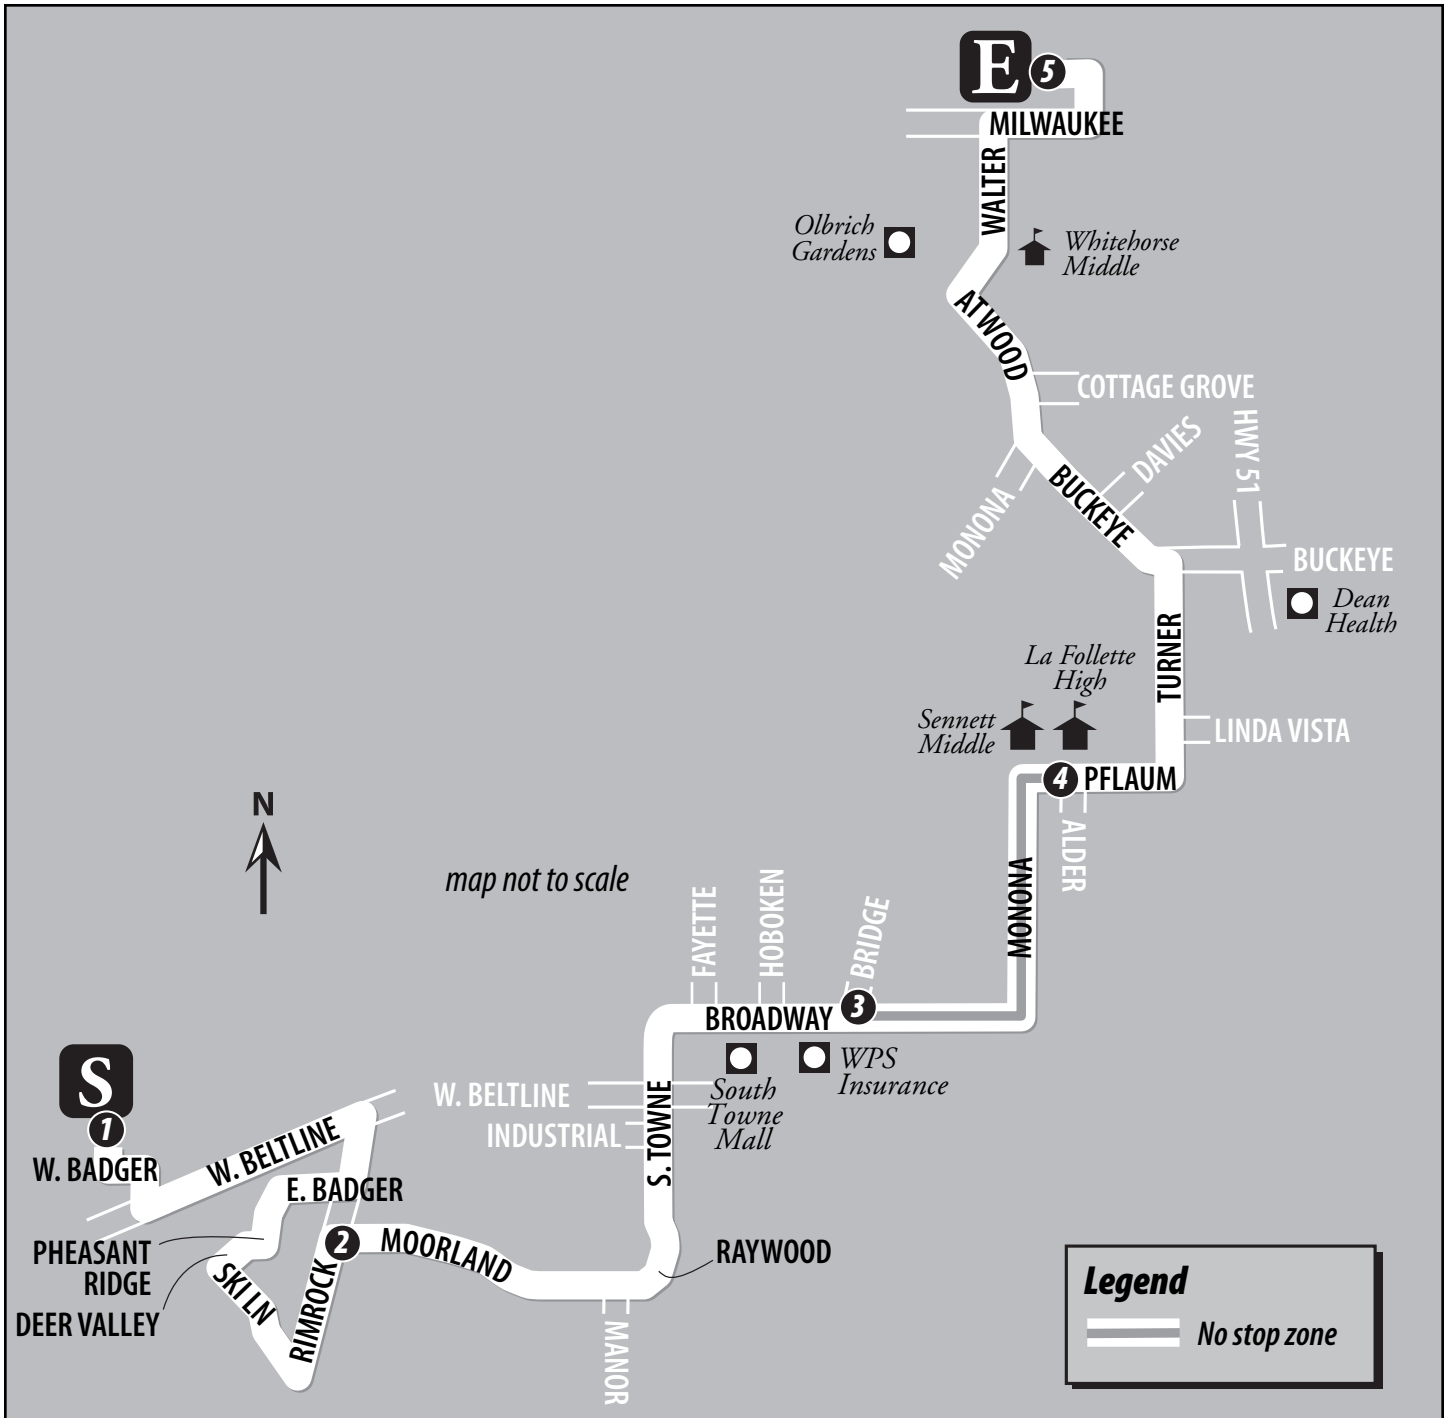 E
5
MILWAUKEE
WALTER
Olbrich
Gardens
Whitehorse
Middle
ATWOOD
COTTAGE GROVE
HWY 51
DAVIES
MONONA
BUCKEYE
BUCKEYE
Dean
Health
TURNER
La Follette
High
Sennett
Middle
LINDA VISTA
4
PFLAUM
ALDER
N
map not to scale
MONONA
FAYETTE
HOBOKEN
BRIDGE
BROADWAY
3
WPS
Insurance
South
Towne
Mall
S
1
W. BADGER
W. BELTLINE
W. BELTLINE
INDUSTRIAL
S. TOWNE
E. BADGER
PHEASANT
RIDGE
DEER VALLEY
SKI LN
RIMROCK
2
MOORLAND
RAYWOOD
MANOR
Legend
No stop zone